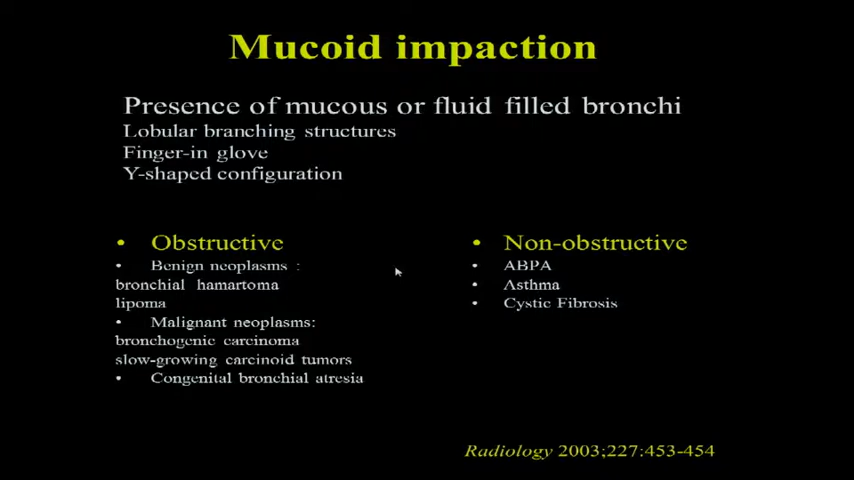 Mucoid impaction
Presence of mucous or fluid filled bronchi
Lobular branching structures
Finger-in glove
Y-shaped configuration
• Obstructive
• Benign neoplasms :
bronchial hamartoma
lipoma
• Malignant neoplasms:
bronchogenic carcinoma
slow-growing carcinoid tumors
• Congenital bronchial atresia
• Non-obstructive
• ABPA
• Asthma
• Cystic Fibrosis
Radiology 2003;227:453-454